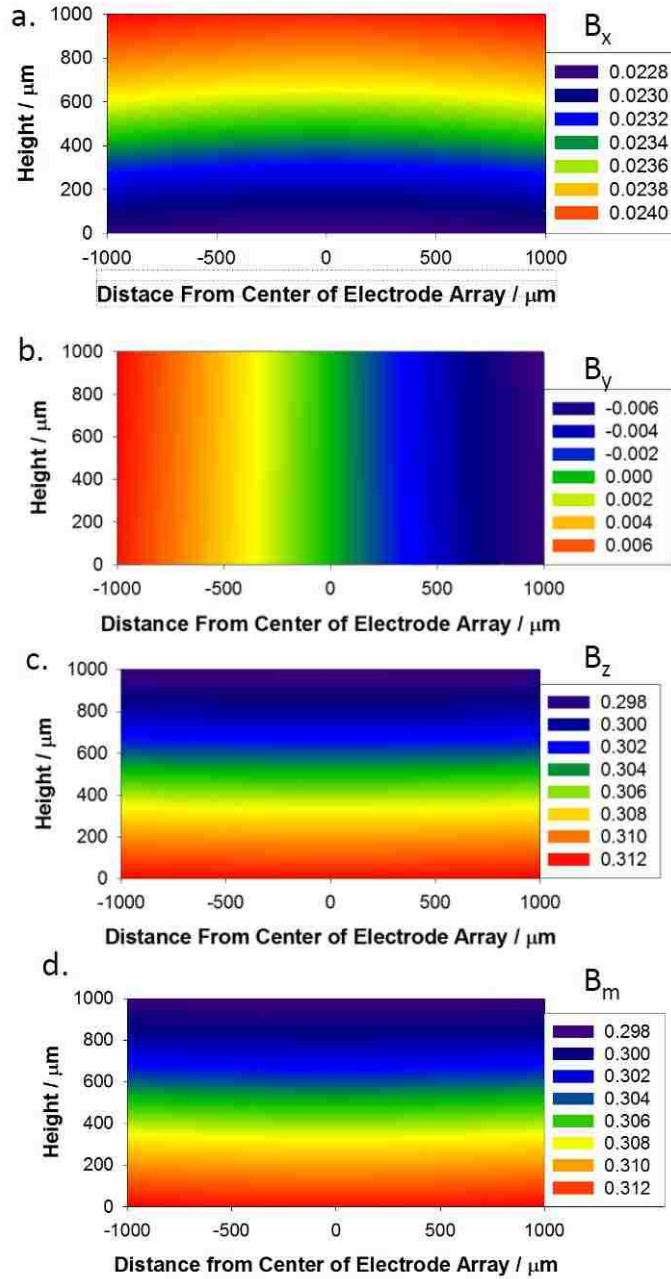 a.
B_x
1000
800
600
400
200
0
Height / μm
-1000 -500 0 500 1000
Distace From Center of Electrode Array / μm
0.0228
0.0230
0.0232
0.0234
0.0236
0.0238
0.0240
b.
B_y
1000
800
600
400
200
0
Height / μm
-1000 -500 0 500 1000
Distance From Center of Electrode Array / μm
-0.006
-0.004
-0.002
0.000
0.002
0.004
0.006
c.
B_z
1000
800
600
400
200
0
Height / μm
-1000 -500 0 500 1000
Distance From Center of Electrode Array / μm
0.298
0.300
0.302
0.304
0.306
0.308
0.310
0.312
d.
B_m
1000
800
600
400
200
0
Height / μm
-1000 -500 0 500 1000
Distance from Center of Electrode Array / μm
0.298
0.300
0.302
0.304
0.306
0.308
0.310
0.312